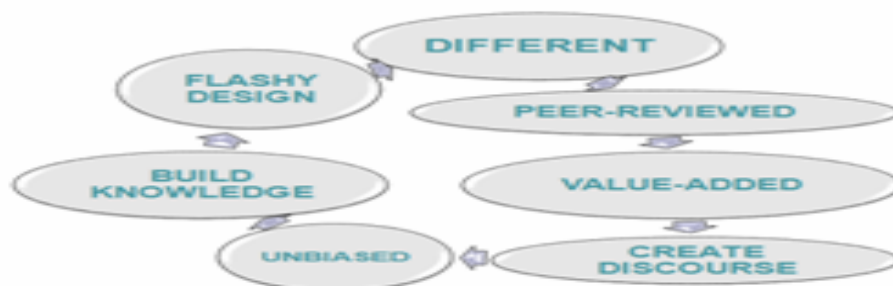 DIFFERENT
FLASHY
DESIGN
PEER-REVIEWED
BUILD
KNOWLEDGE
VALUE-ADDED
UNBIASED
CREATE
DISCOURSE